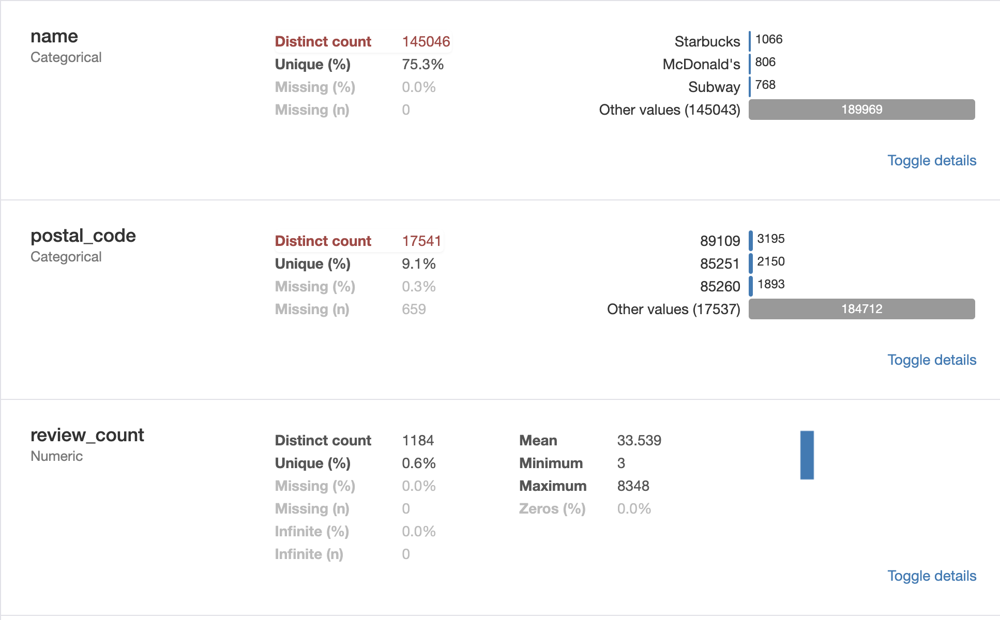 name
Categorical
Distinct count 145046
Unique (%) 75.3%
Missing (%) 0.0%
Missing (n) 0
Starbucks 1066
McDonald's 806
Subway 768
Other values (145043) 189969
Toggle details
postal_code
Categorical
Distinct count 17541
Unique (%) 9.1%
Missing (%) 0.3%
Missing (n) 659
89109 3195
85251 2150
85260 1893
Other values (17537) 184712
Toggle details
review_count
Numeric
Distinct count 1184
Unique (%) 0.6%
Missing (%) 0.0%
Missing (n) 0
Infinite (%) 0.0%
Infinite (n) 0
Mean 33.539
Minimum 3
Maximum 8348
Zeros (%) 0.0%
Toggle details